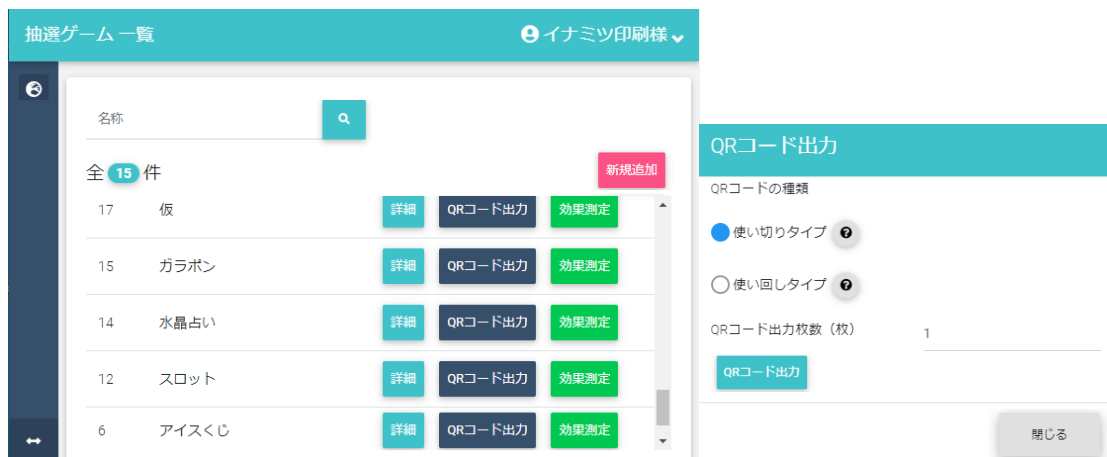 抽選ゲーム 一覧
イナミツ印刷様
名称
全 15 件
新規追加
17 仮 詳細 QRコード出力 効果測定
15 ガラポン 詳細 QRコード出力 効果測定
14 水晶占い 詳細 QRコード出力 効果測定
12 スロット 詳細 QRコード出力 効果測定
6 アイスくじ 詳細 QRコード出力 効果測定
QRコード出力
QRコードの種類
使い切りタイプ ?
使い回しタイプ ?
QRコード出力枚数（枚） 1
QRコード出力
閉じる